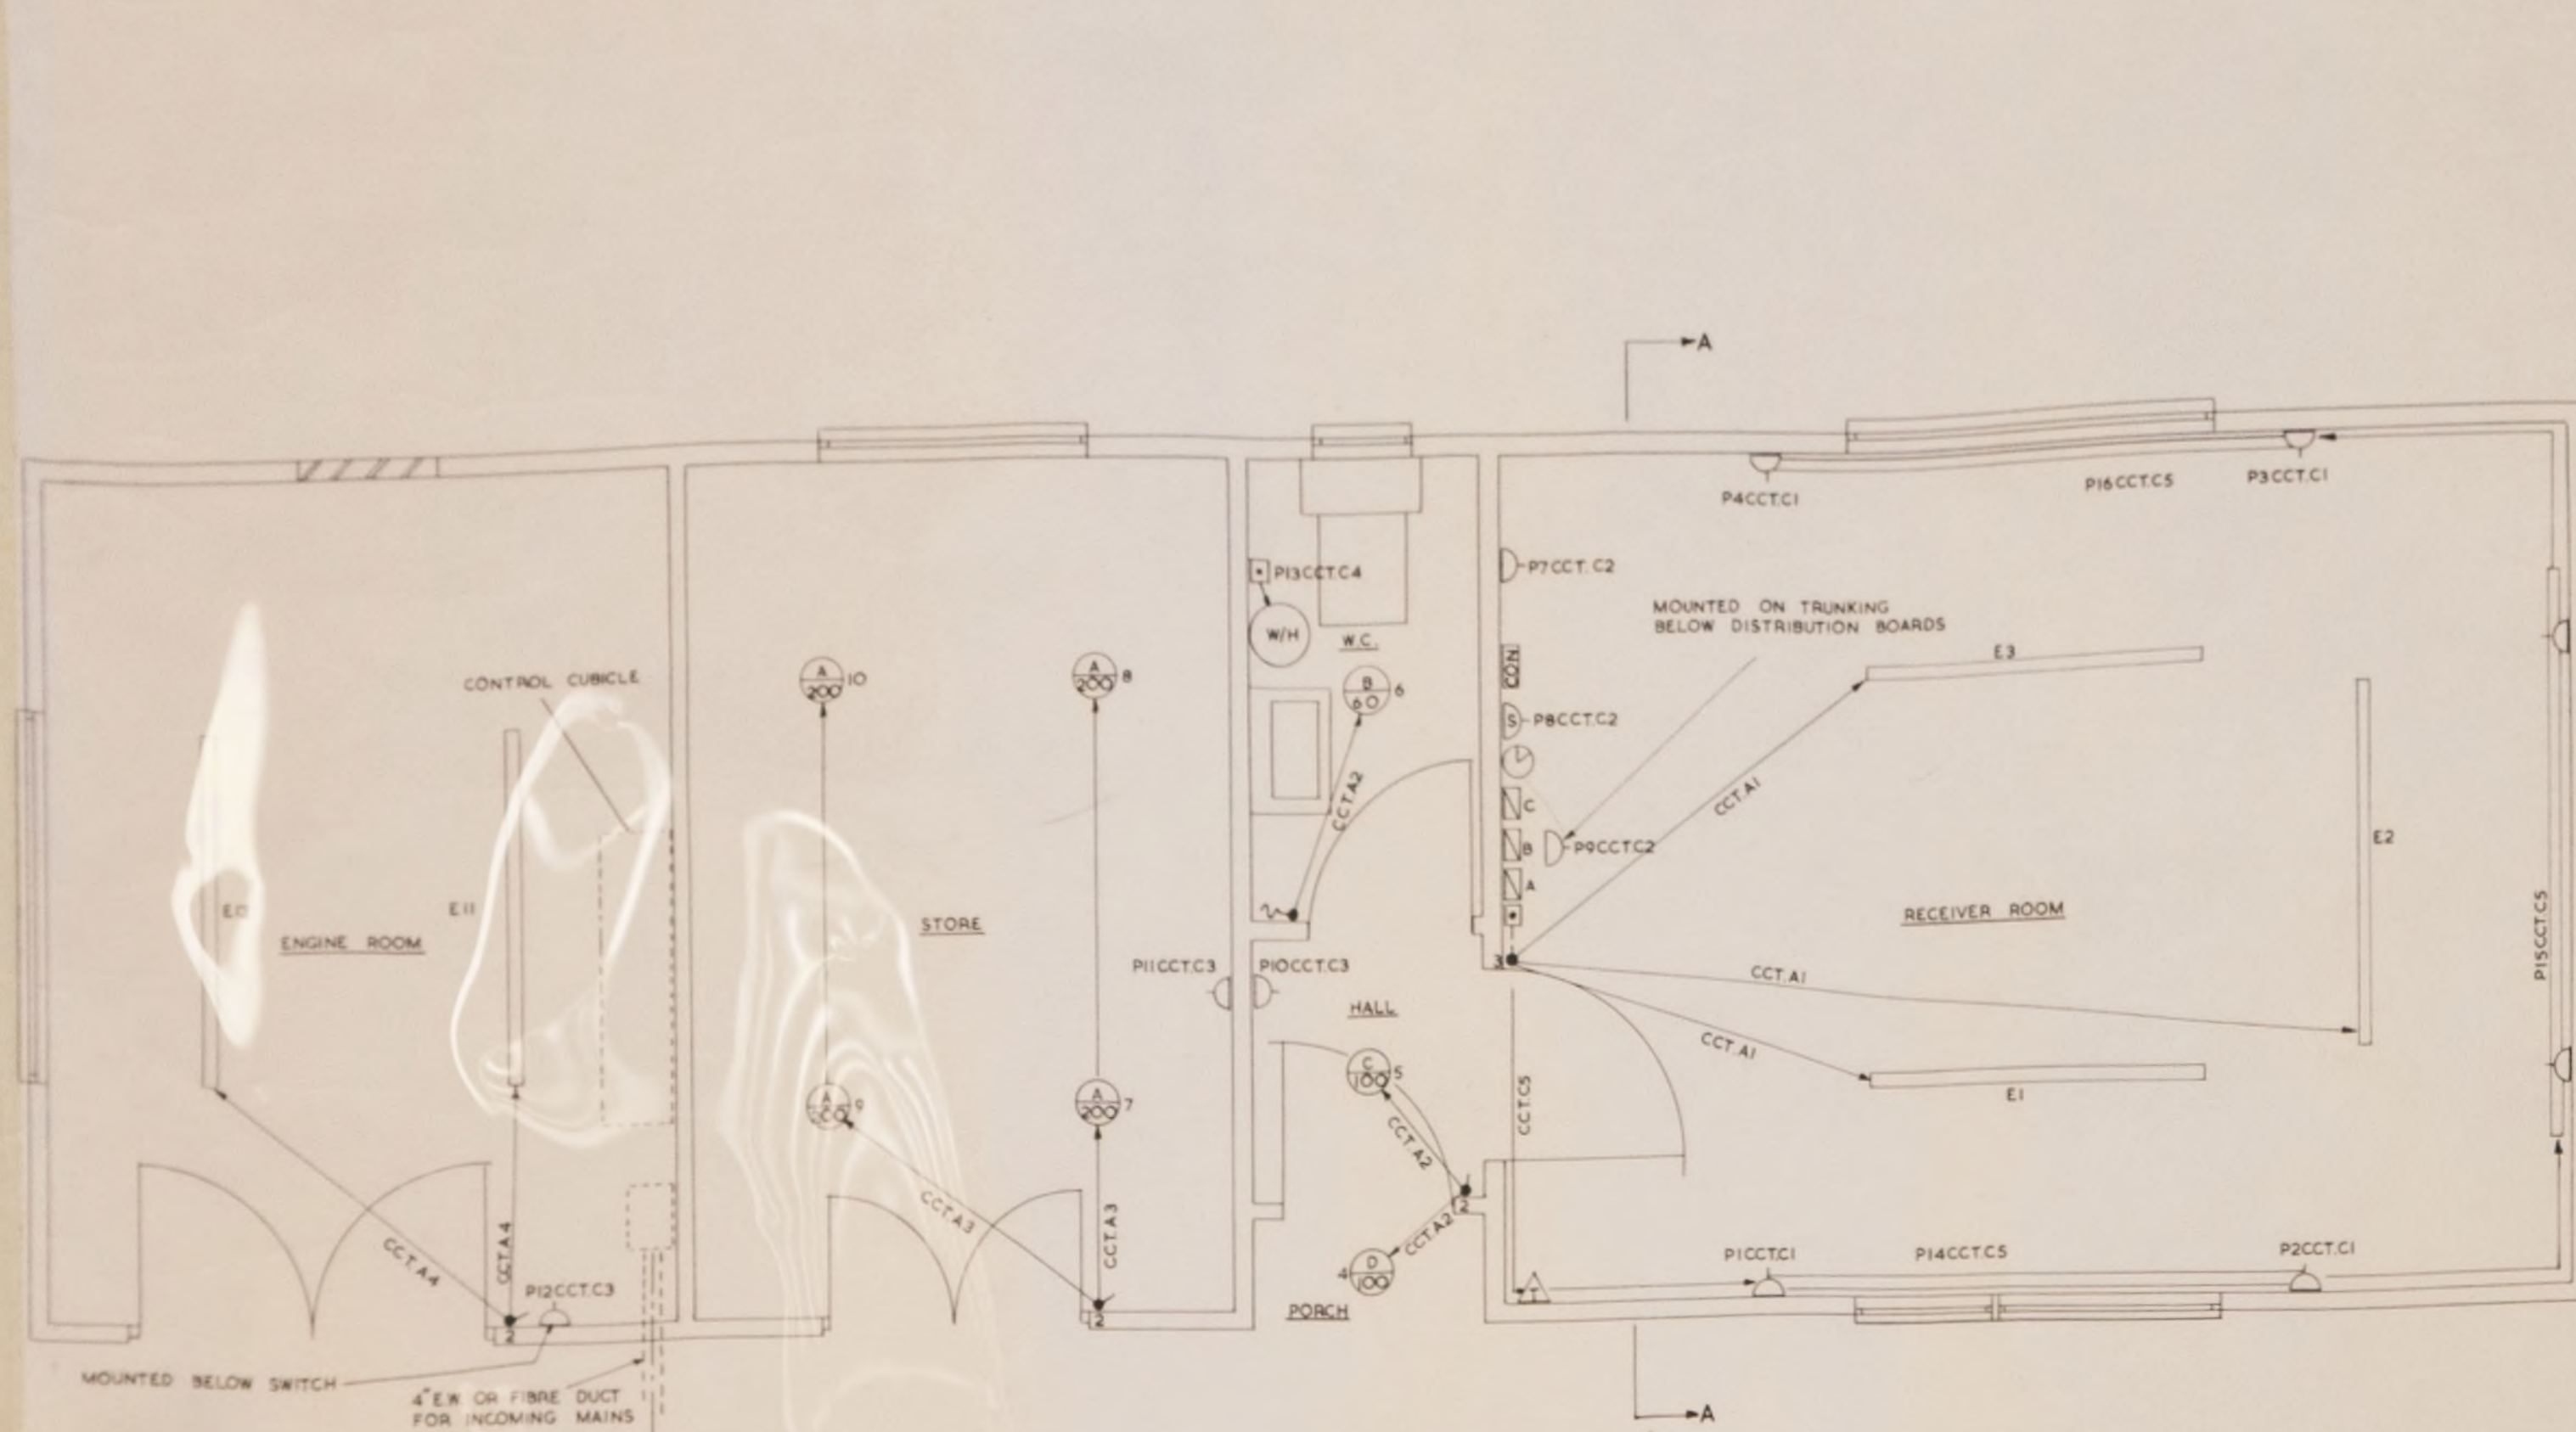 A
P4CCT.C1
P16CCT.C5
P3CCT.C1
P13CCT.C4
W/H
W.C.
P7CCT.C2
MOUNTED ON TRUNKING
BELOW DISTRIBUTION BOARDS
CON
S
P8CCT.C2
E3
CONTROL CUBICLE
A
200
10
A
200
8
B
60
6
CCT.A2
CCT.A1
C
B
P9CCT.C2
A
E2
E11
ENGINE ROOM
STORE
RECEIVER ROOM
P15CCT.C5
P11CCT.C3
P10CCT.C3
3
CCT.A1
HALL
CCT.A1
C
100
5
E1
A
9
A
200
7
CCT.C5
CCT.A2
CCT.A3
CCT.A3
2
CCT.A2
CCT.A4
CCT.A4
P12CCT.C3
4
D
100
PORCH
P1CCT.C1
P14CCT.C5
P2CCT.C1
T
2
2
MOUNTED BELOW SWITCH
4" E.W OR FIBRE DUCT
FOR INCOMING MAINS
A